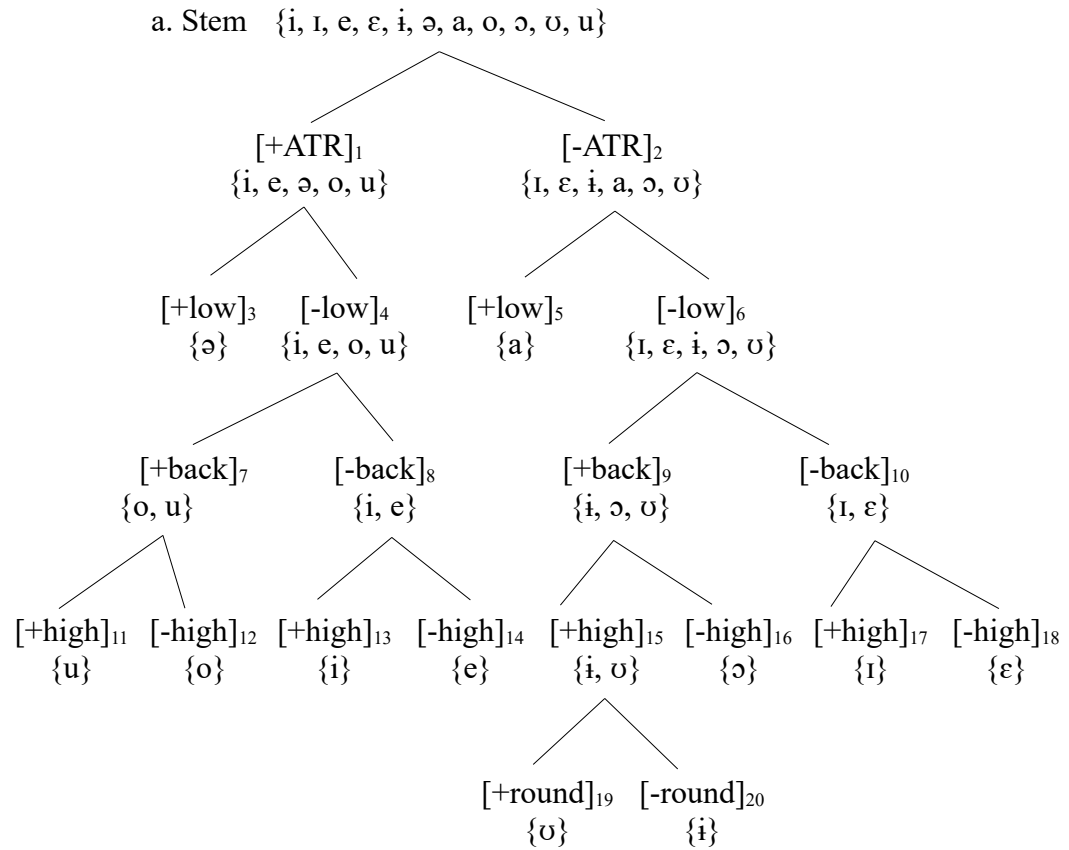 a. Stem {i, ɪ, e, ɛ, ɨ, ə, a, o, ɔ, ʊ, u}
[+ATR]₁ [-ATR]₂
{i, e, ə, o, u} {ɪ, ɛ, ɨ, a, ɔ, ʊ}
[+low]₃ [-low]₄ [+low]₅ [-low]₆
{ə} {i, e, o, u} {a} {ɪ, ɛ, ɨ, ɔ, ʊ}
[+back]₇ [-back]₈ [+back]₉ [-back]₁₀
{o, u} {i, e} {ɨ, ɔ, ʊ} {ɪ, ɛ}
[+high]₁₁ [-high]₁₂ [+high]₁₃ [-high]₁₄ [+high]₁₅ [-high]₁₆ [+high]₁₇ [-high]₁₈
{u} {o} {i} {e} {ɨ, ʊ} {ɔ} {ɪ} {ɛ}
[+round]₁₉ [-round]₂₀
{ʊ} {ɨ}